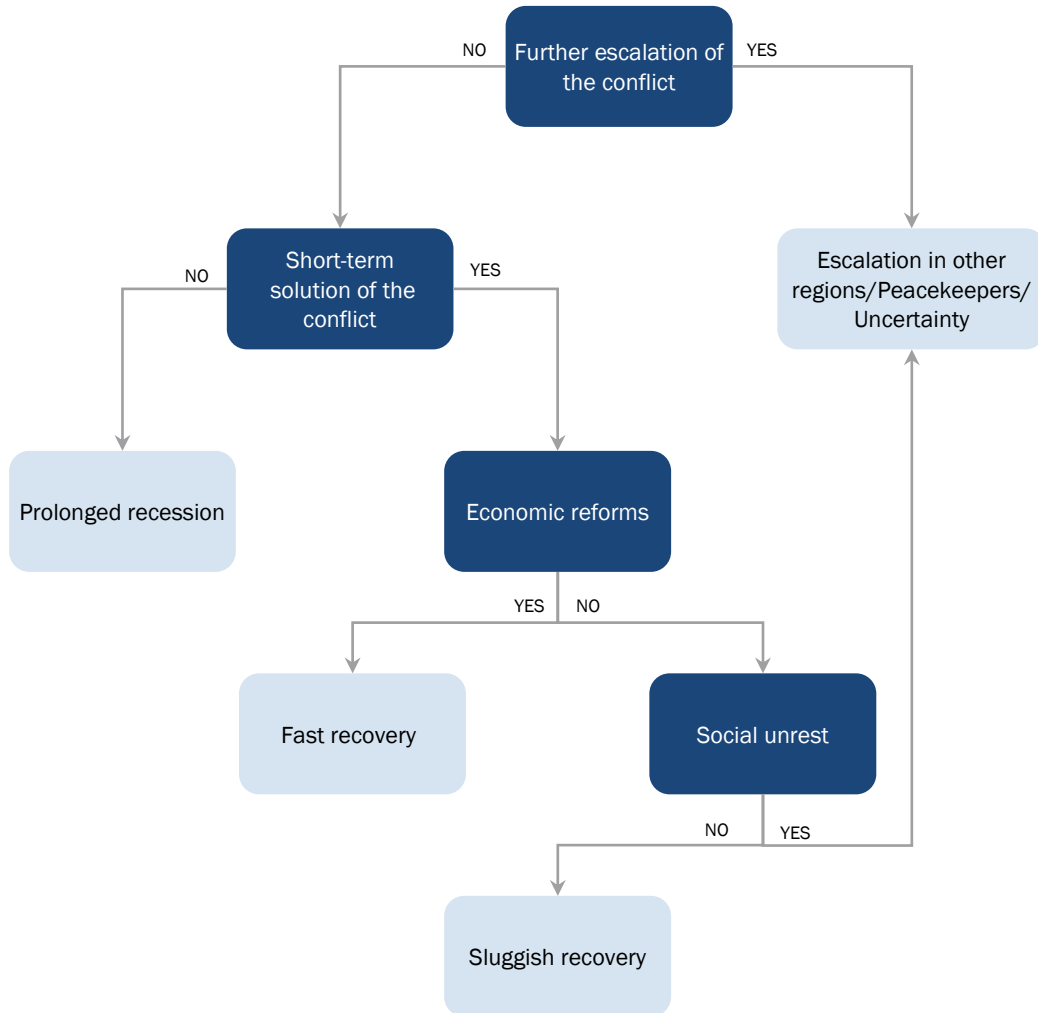 NO
Further escalation of
the conflict
YES
NO
Short-term
solution of the
conflict
YES
Escalation in other
regions/Peacekeepers/
Uncertainty
Prolonged recession
Economic reforms
YES
NO
Fast recovery
Social unrest
NO
YES
Sluggish recovery